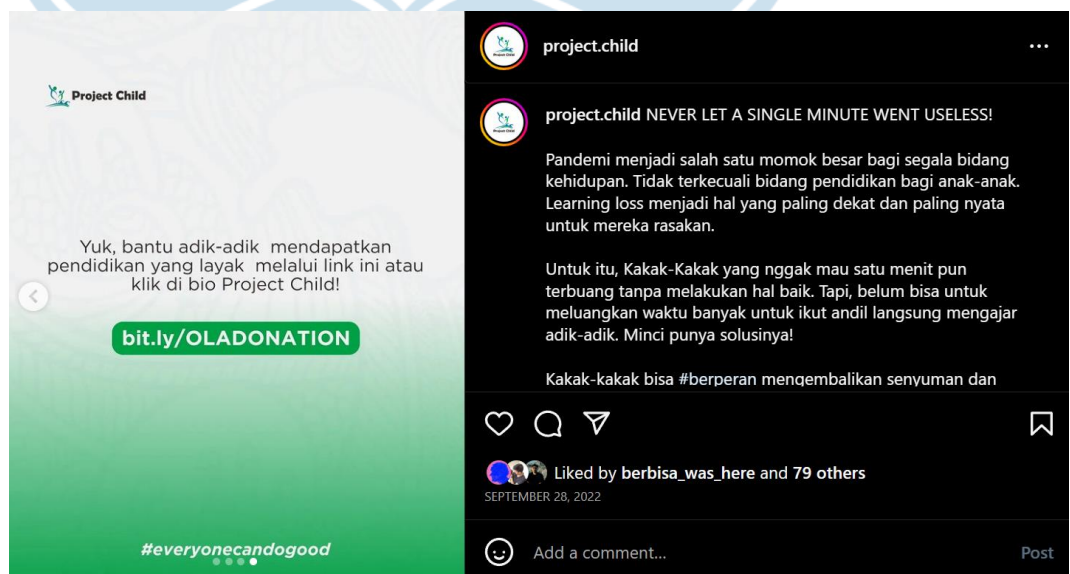 Project Child
Yuk, bantu adik-adik mendapatkan
pendidikan yang layak melalui link ini atau
klik di bio Project Child!
bit.ly/OLADONATION
#everyonecandogood
project.child
project.child NEVER LET A SINGLE MINUTE WENT USELESS!
Pandemi menjadi salah satu momok besar bagi segala bidang
kehidupan. Tidak terkecuali bidang pendidikan bagi anak-anak.
Learning loss menjadi hal yang paling dekat dan paling nyata
untuk mereka rasakan.
Untuk itu, Kakak-Kakak yang nggak mau satu menit pun
terbuang tanpa melakukan hal baik. Tapi, belum bisa untuk
meluangkan waktu banyak untuk ikut andil langsung mengajar
adik-adik. Minci punya solusinya!
Kakak-kakak bisa #berperan mengembalikan senyuman dan
Liked by berbisa_was_here and 79 others
SEPTEMBER 28, 2022
Add a comment...
Post